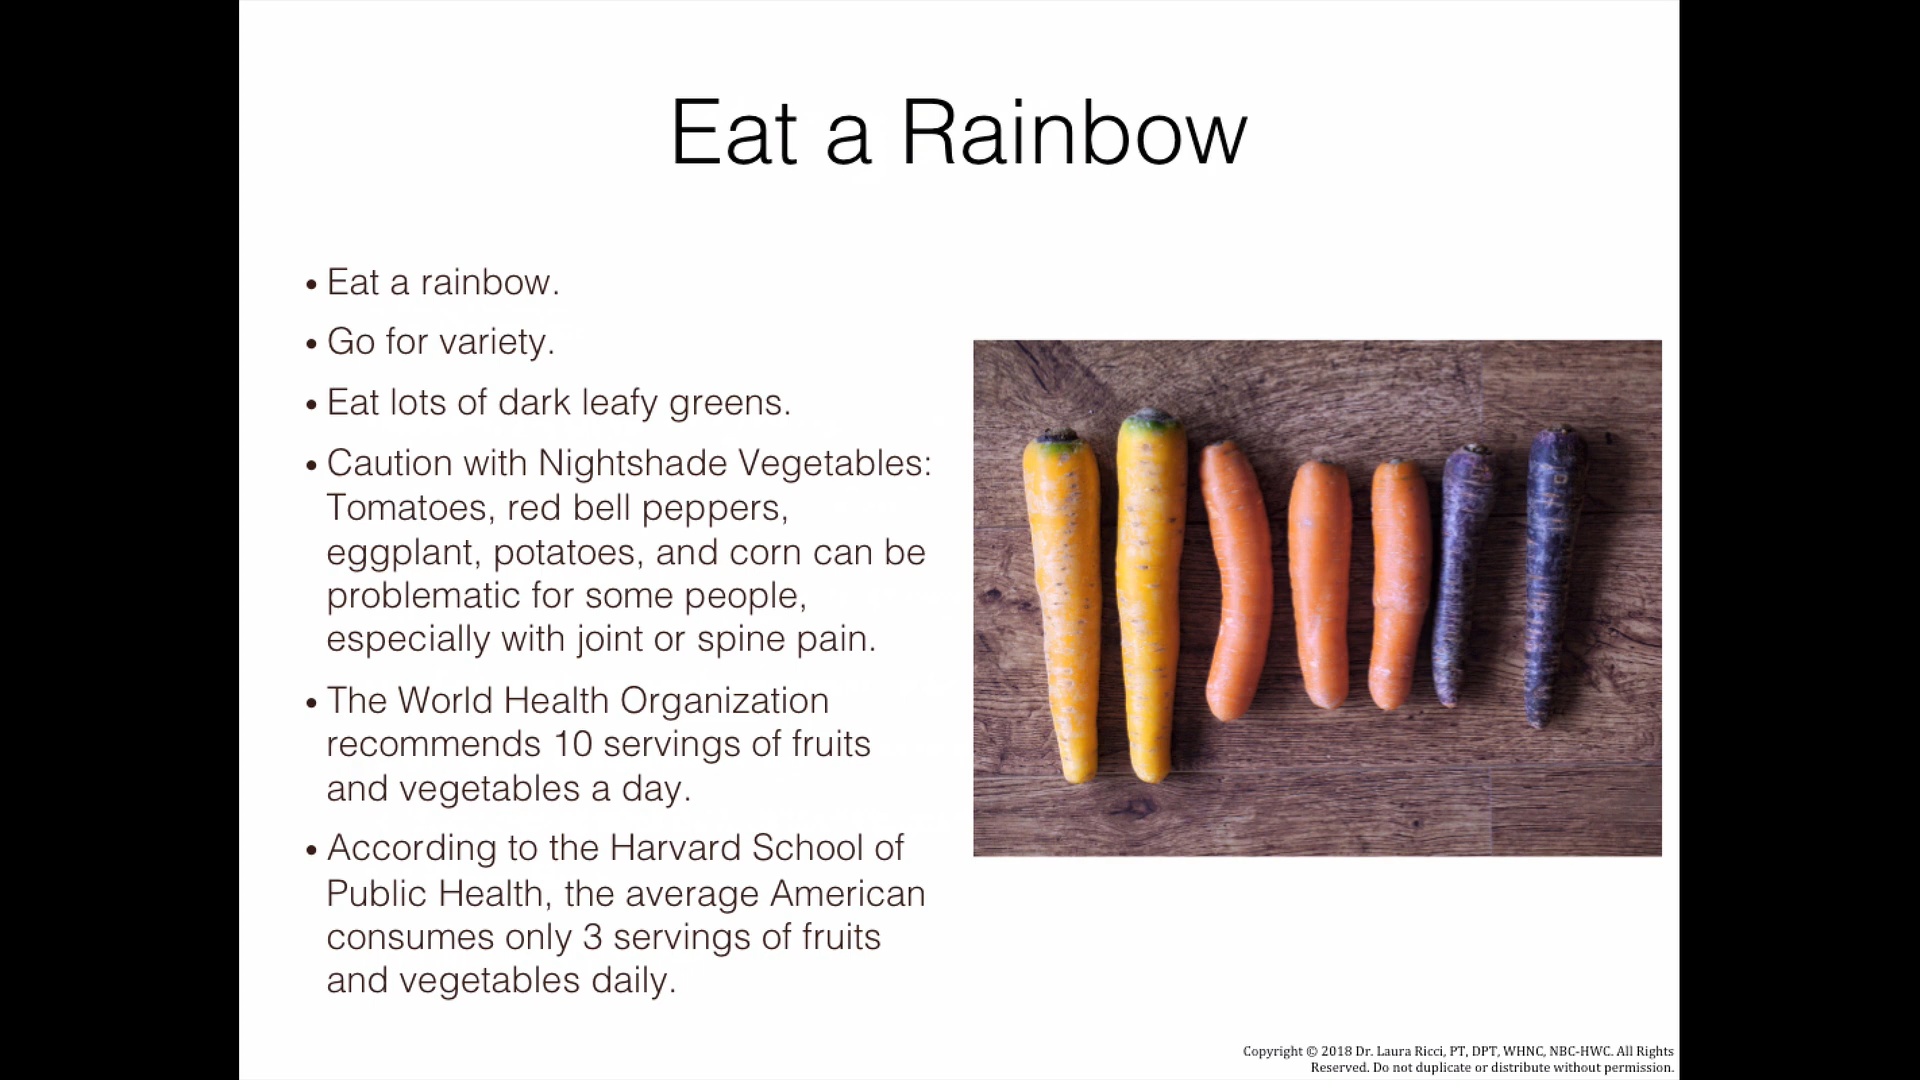 Eat a Rainbow
• Eat a rainbow.
• Go for variety.
• Eat lots of dark leafy greens.
• Caution with Nightshade Vegetables:
Tomatoes, red bell peppers,
eggplant, potatoes, and corn can be
problematic for some people,
especially with joint or spine pain.
• The World Health Organization
recommends 10 servings of fruits
and vegetables a day.
• According to the Harvard School of
Public Health, the average American
consumes only 3 servings of fruits
and vegetables daily.
Copyright © 2018 Dr. Laura Ricci, PT, DPT, WHNC, NBC-HWC. All Rights
Reserved. Do not duplicate or distribute without permission.